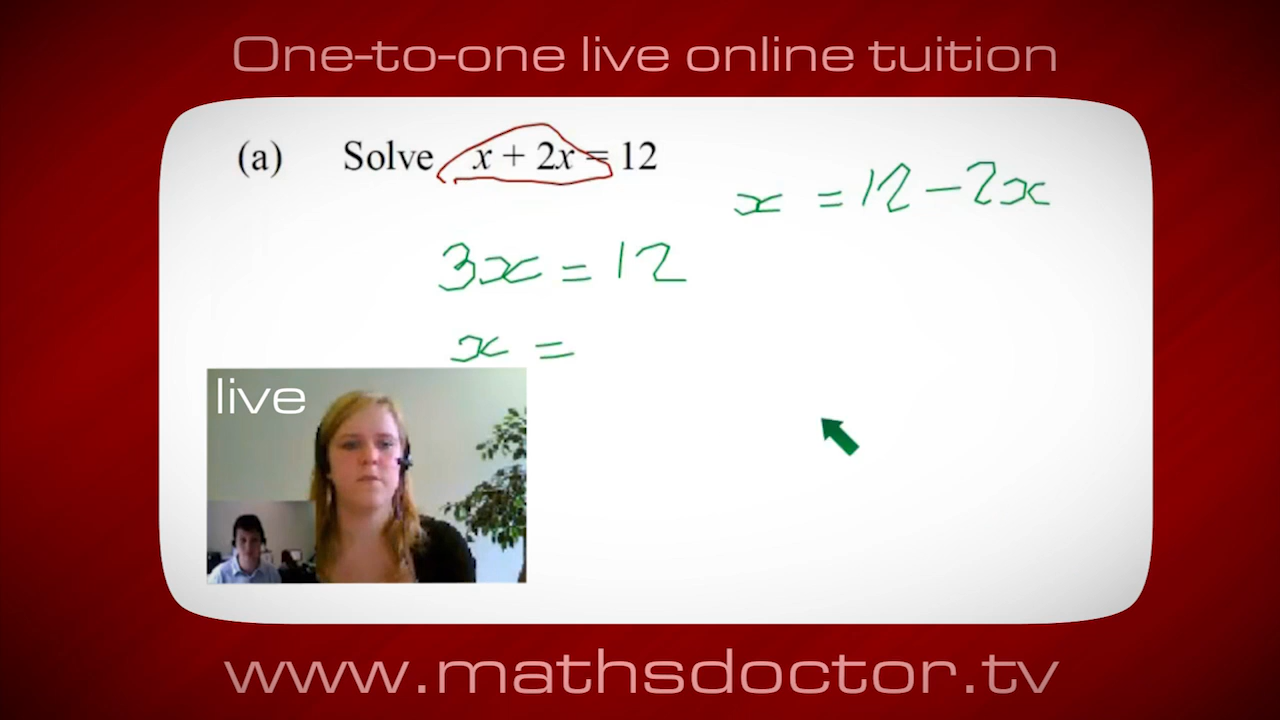 One-to-one live online tuition
(a) Solve x + 2x = 12
x = 12 - 2x
3x = 12
x =
live
www.mathsdoctor.tv